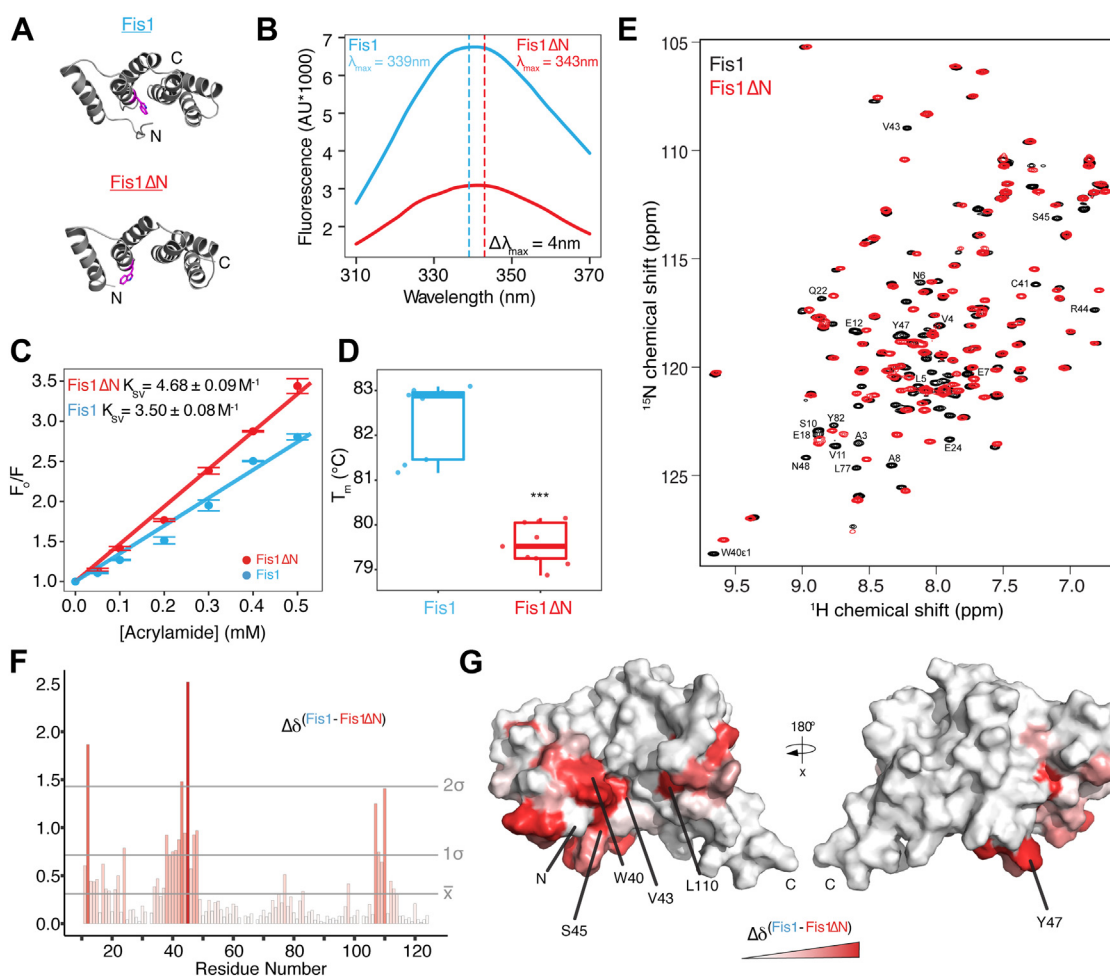 A
Fis1
C
N
Fis1ΔN
C
N
B
Fluorescence (AU*1000)
7
6
5
4
3
2
Fis1
λmax = 339nm
Fis1ΔN
λmax = 343nm
Δλmax = 4nm
310 330 350 370
Wavelength (nm)
C
Fo/F
3.5
3.0
2.5
2.0
1.5
1.0
Fis1ΔN KSV= 4.68 ± 0.09 M-1
Fis1 KSV= 3.50 ± 0.08 M-1
Fis1ΔN
Fis1
0.0 0.1 0.2 0.3 0.4 0.5
[Acrylamide] (mM)
D
Tm (°C)
83
82
81
80
79
***
Fis1 Fis1ΔN
E
Fis1
Fis1ΔN
15N chemical shift (ppm)
105
110
115
120
125
V43
S45
N6
C41
Q22
R44
E12
Y47
V4
L5
E7
S10
Y82
E18
A3
V11
E24
N48
L77
A8
W40ε1
9.5 9.0 8.5 8.0 7.5 7.0
1H chemical shift (ppm)
F
2.5
2.0
1.5
1.0
0.5
0.0
Δδ(Fis1-Fis1ΔN)
2σ
1σ
x̅
20 40 60 80 100 120
Residue Number
G
180°
x
N
S45
W40
V43
L110
C
C
Y47
Δδ(Fis1-Fis1ΔN)